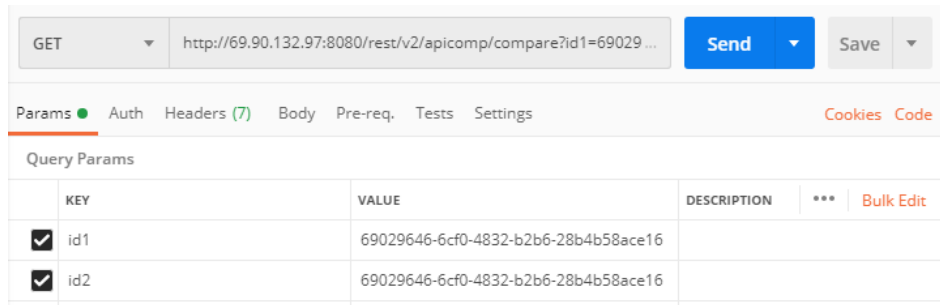 GET http://69.90.132.97:8080/rest/v2/apicomp/compare?id1=69029 ... Send Save
Params Auth Headers (7) Body Pre-req. Tests Settings Cookies Code
Query Params
KEY VALUE DESCRIPTION ••• Bulk Edit
id1 69029646-6cf0-4832-b2b6-28b4b58ace16
id2 69029646-6cf0-4832-b2b6-28b4b58ace16